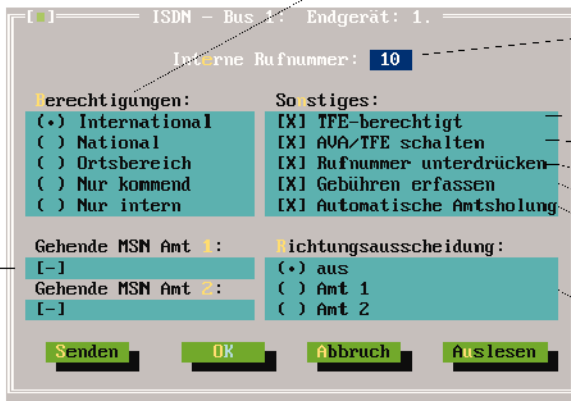 [■] ISDN – Bus 1: Endgerät: 1.
Interne Rufnummer: 10
Berechtigungen:
(•) International
( ) National
( ) Ortsbereich
( ) Nur kommend
( ) Nur intern
Sonstiges:
[X] TFE-berechtigt
[X] AVA/TFE schalten
[X] Rufnummer unterdrücken
[X] Gebühren erfassen
[X] Automatische Amtsholung
Gehende MSN Amt 1:
[-]
Gehende MSN Amt 2:
[-]
Richtungsausscheidung:
(•) aus
( ) Amt 1
( ) Amt 2
Senden OK Abbruch Auslesen